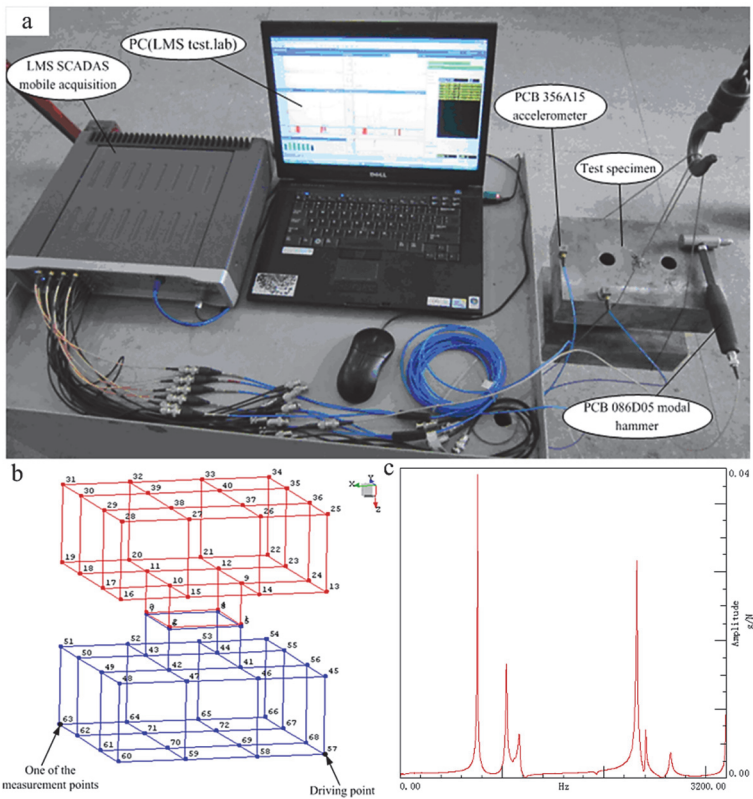 a
PC(LMS test.lab)
LMS SCADAS
mobile acquisition
PCB 356A15
accelerometer
Test specimen
DELL
PCB 086D05 modal
hammer
b
31 32 33 34
30 39 40 35
29 38 37 36
28 27 26 25
19 20 21 22
18 11 12 23
17 10 9 24
16 15 14 13
51 52 53 54
50 43 44 55
49 42 41 56
48 47 46 45
63 64 65 66
62 71 72 67
61 70 69 68
60 59 58 57
X Y
Z
One of the
measurement points
Driving point
c
0.04
Amplitude
g/N
0.00
0.00 Hz 3200.00